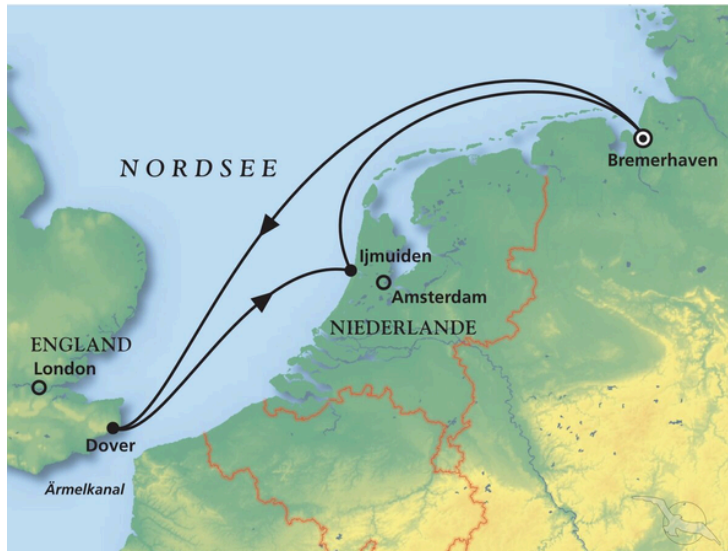 Bremerhaven
NORDSEE
Ijmuiden
Amsterdam
NIEDERLANDE
ENGLAND
London
Dover
Ärmelkanal